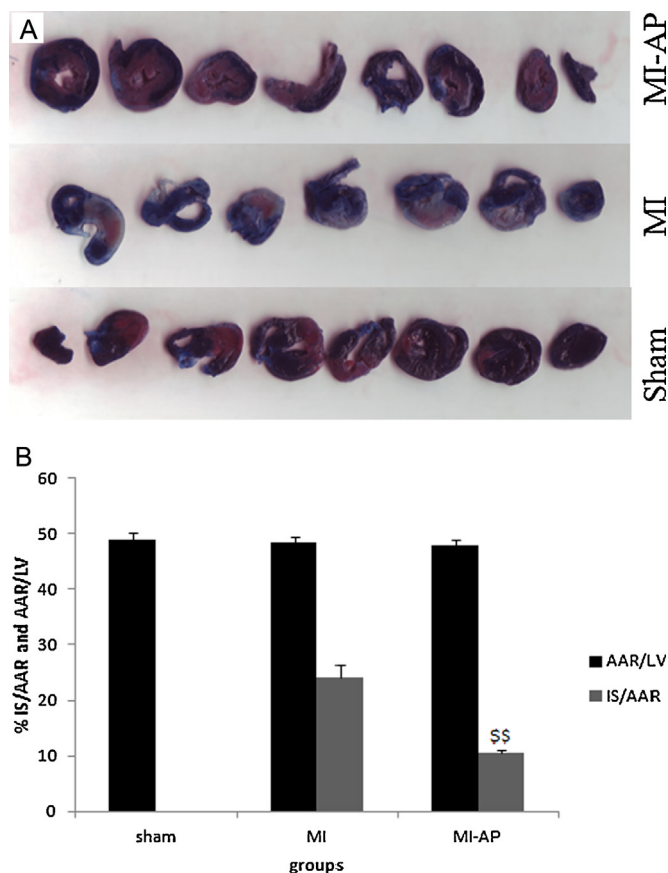 A
MI-AP
MI
Sham
B
% IS/AAR and AAR/LV
60
50
40
30
20
10
0
$$
AAR/LV
IS/AAR
sham MI MI-AP
groups